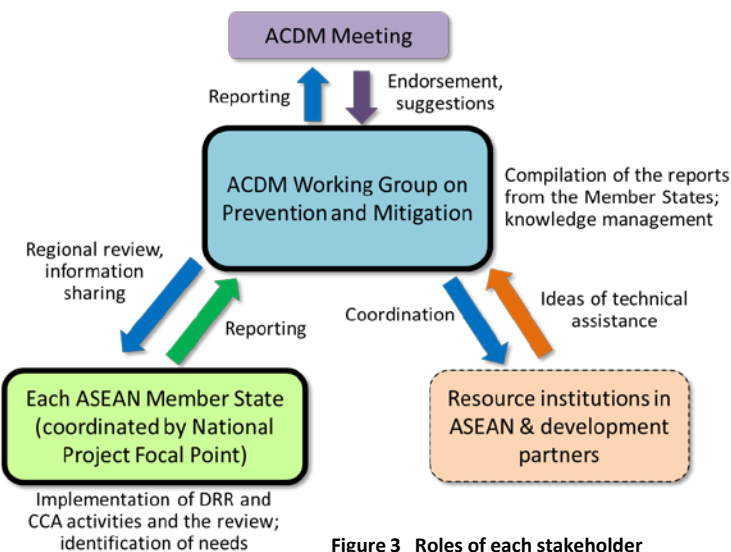 ACDM Meeting
Reporting
Endorsement,
suggestions
ACDM Working Group on
Prevention and Mitigation
Compilation of the reports
from the Member States;
knowledge management
Regional review,
information
sharing
Reporting
Coordination
Ideas of technical
assistance
Each ASEAN Member State
(coordinated by National
Project Focal Point)
Resource institutions in
ASEAN & development
partners
Implementation of DRR and
CCA activities and the review;
identification of needs
Figure 3 Roles of each stakeholder